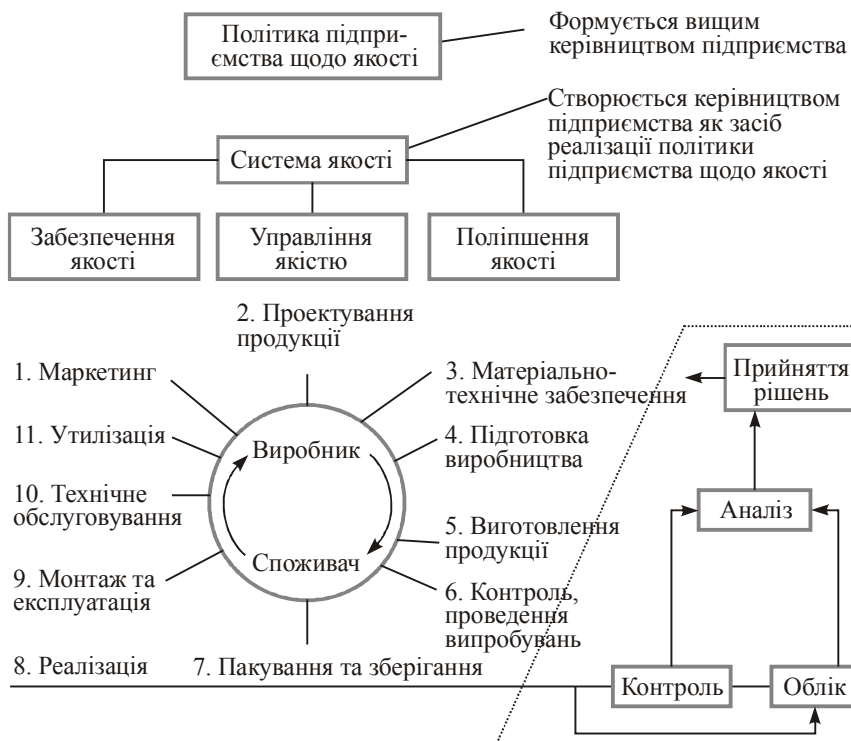 Політика підпри-
ємства щодо якості
Формується вищим
керівництвом підприємства
Створюється керівництвом
підприємства як засіб
реалізації політики
підприємства щодо якості
Система якості
Забезпечення
якості
Управління
якістю
Поліпшення
якості
2. Проектування
продукції
1. Маркетинг
3. Матеріально-
технічне забезпечення
Прийняття
рішень
11. Утилізація
Виробник
4. Підготовка
виробництва
10. Технічне
обслуговування
Аналіз
5. Виготовлення
продукції
Споживач
9. Монтаж та
експлуатація
6. Контроль,
проведення
випробувань
8. Реалізація
7. Пакування та зберігання
Контроль
Облік